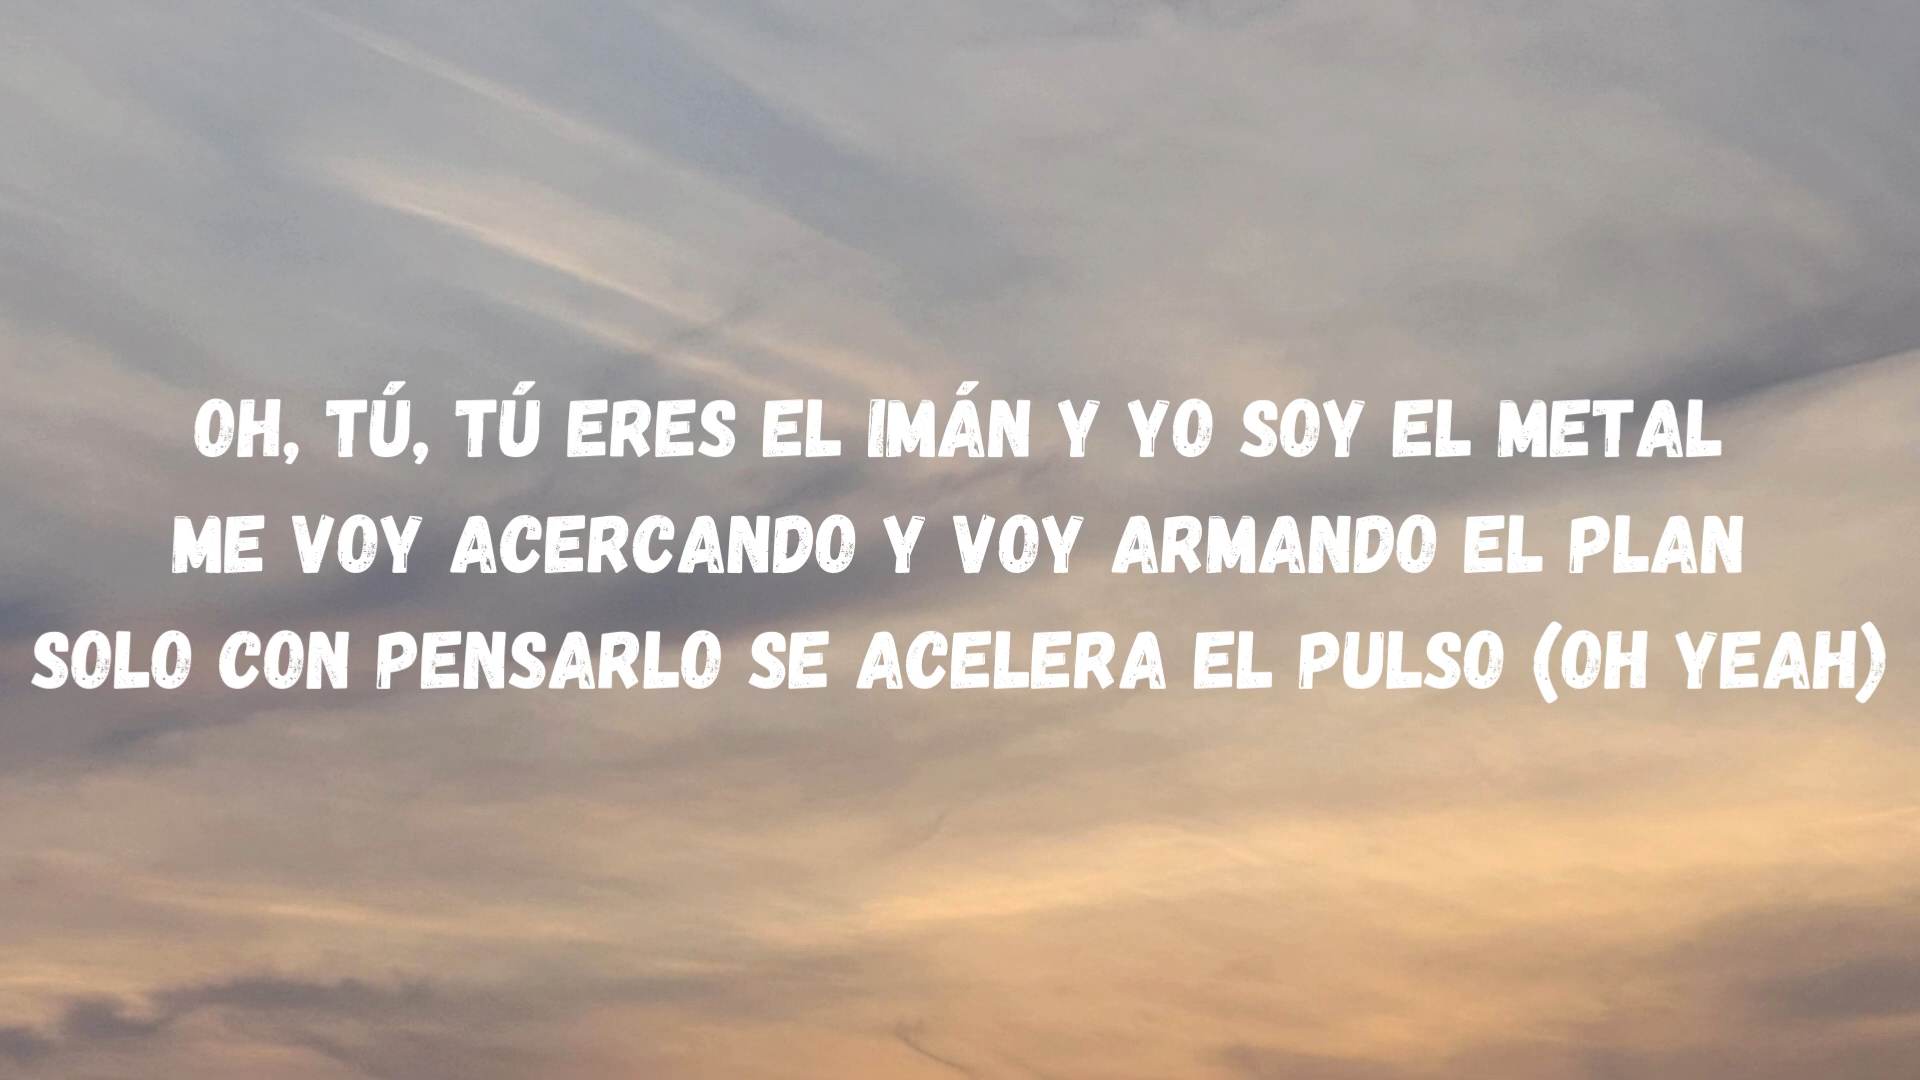 OH, TÚ, TÚ ERES EL IMÁN Y YO SOY EL METAL
ME VOY ACERCANDO Y VOY ARMANDO EL PLAN
SOLO CON PENSARLO SE ACELERA EL PULSO (OH YEAH)